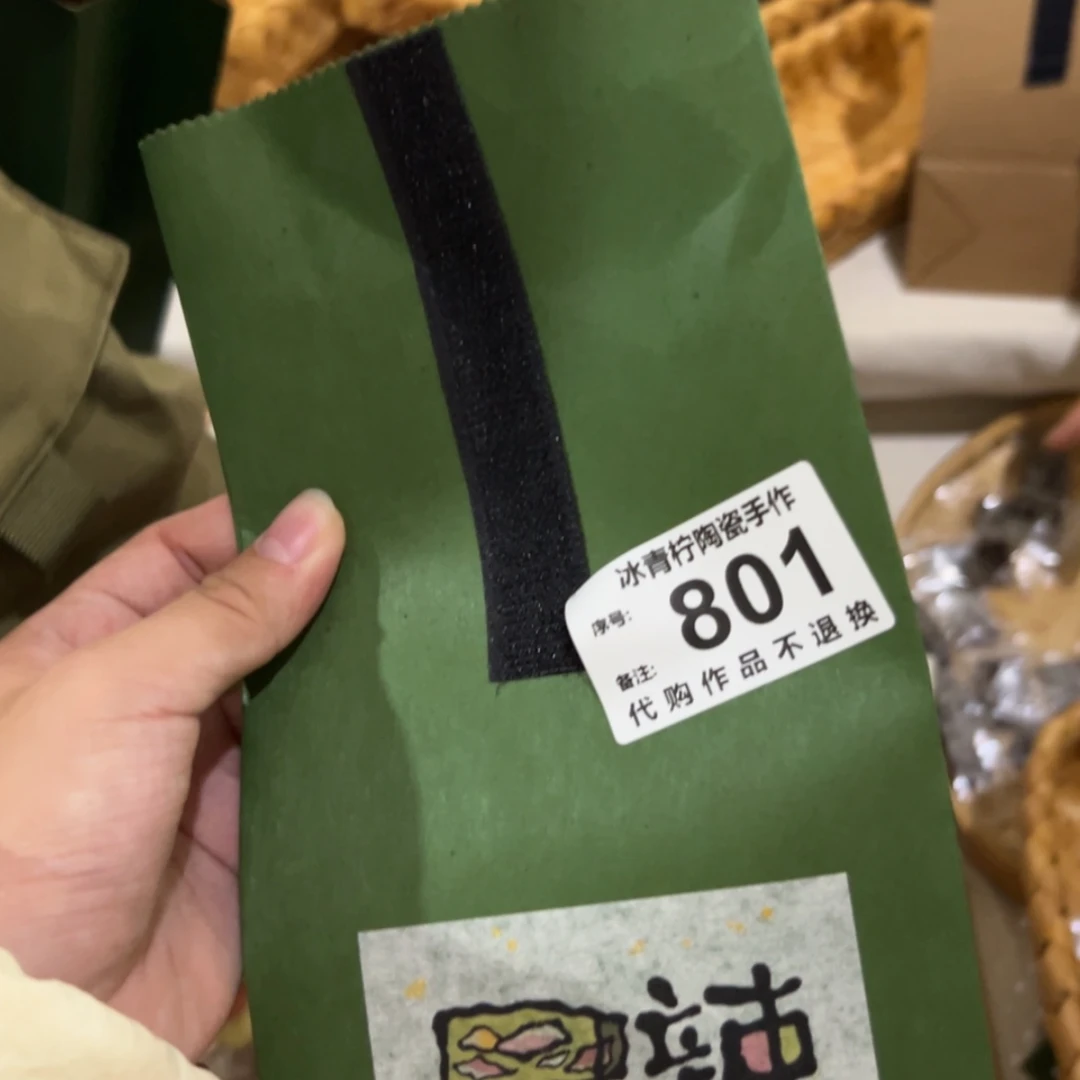 冰青柠陶瓷手作
序号: 801
备注:
代购作品不退换